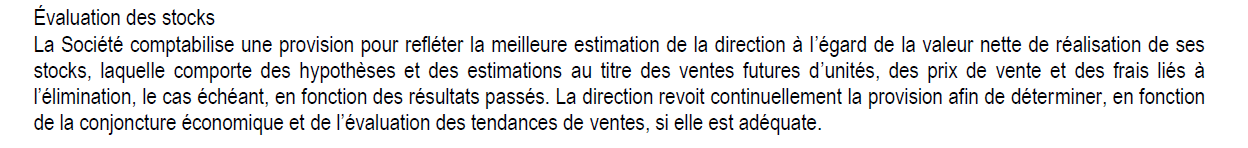 Évaluation des stocks
La Société comptabilise une provision pour refléter la meilleure estimation de la direction à l’égard de la valeur nette de réalisation de ses
stocks, laquelle comporte des hypothèses et des estimations au titre des ventes futures d’unités, des prix de vente et des frais liés à
l’élimination, le cas échéant, en fonction des résultats passés. La direction revoit continuellement la provision afin de déterminer, en fonction
de la conjoncture économique et de l’évaluation des tendances de ventes, si elle est adéquate.